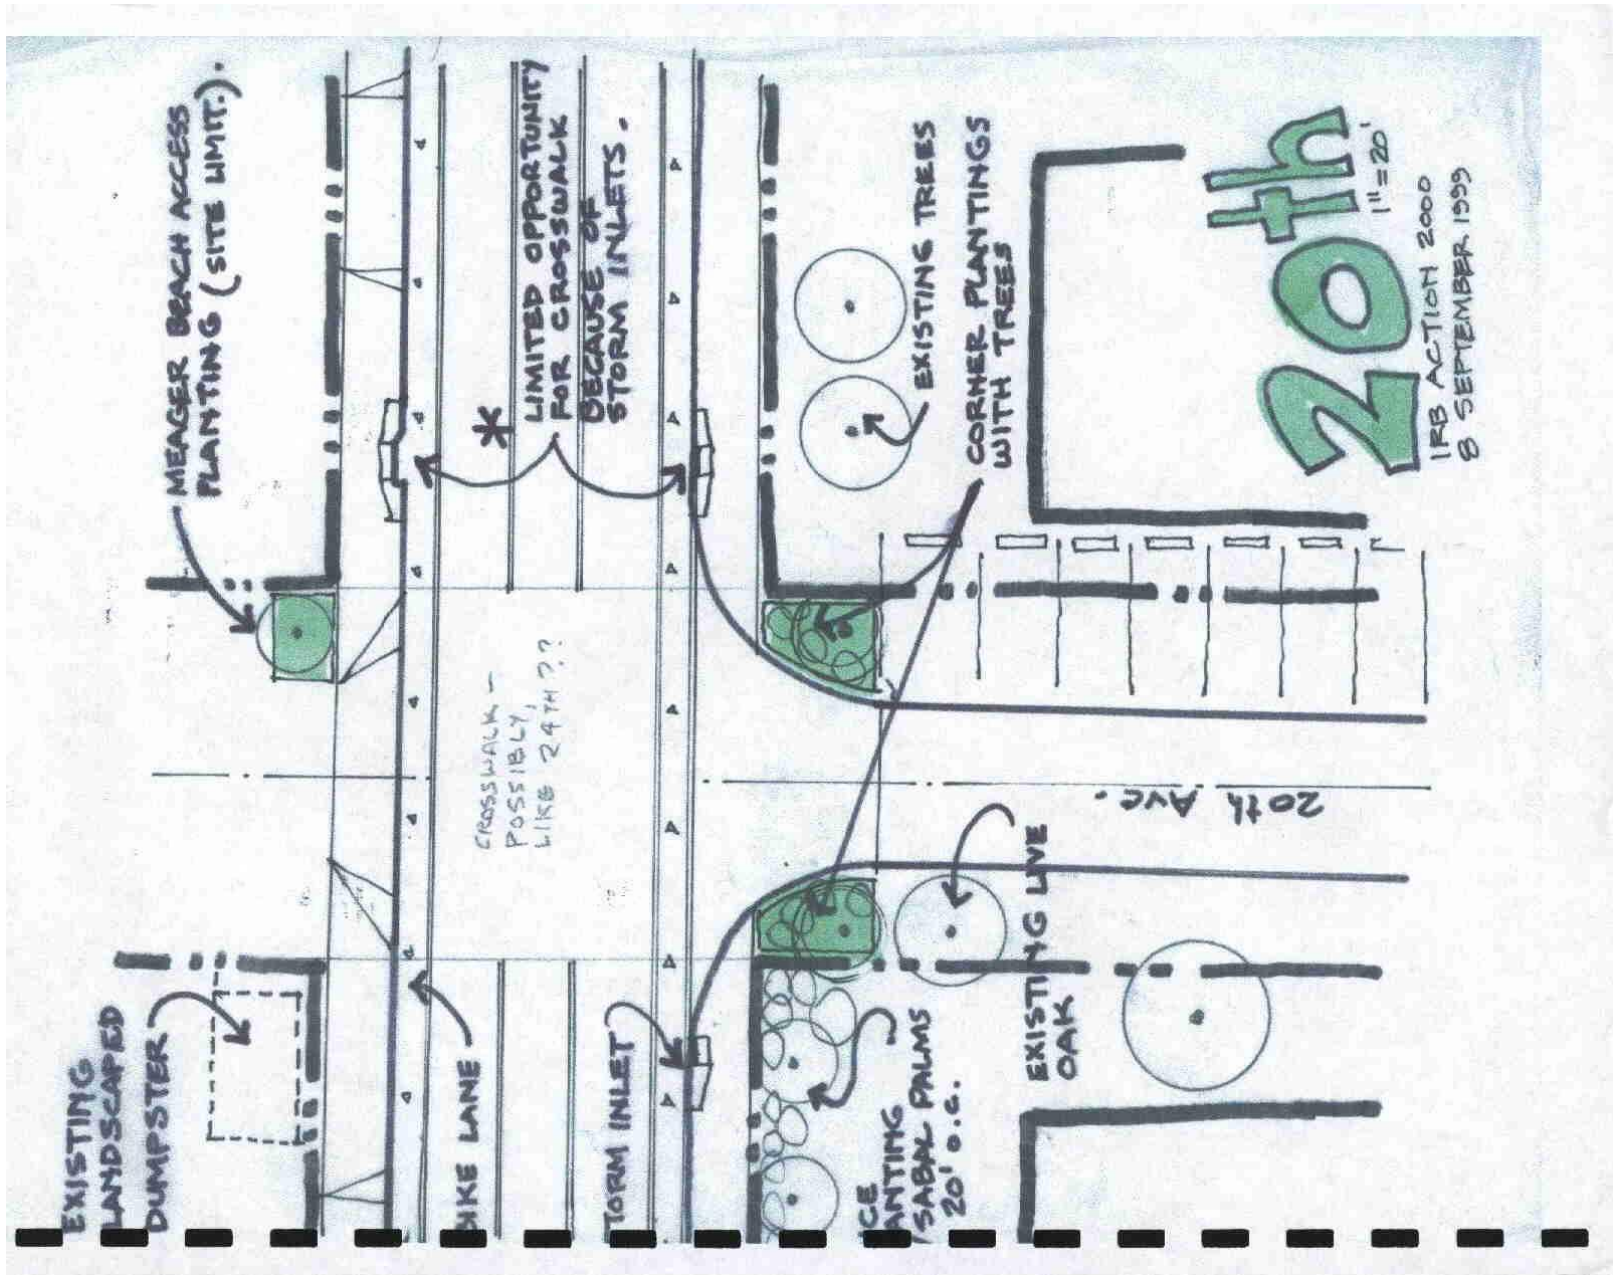 MEAGER BEACH ACCESS
PLANTING (SITE LIMIT.).
*
LIMITED OPPORTUNITY
FOR CROSSWALK
BECAUSE OF
STORM INLETS.
EXISTING TREES
CORNER PLANTINGS
WITH TREES
20th
1"=20'
IRB ACTION 2000
8 SEPTEMBER 1999
CROSSWALK –
POSSIBLY,
LIKE 24TH??
20th Ave.
EXISTING
LANDSCAPED
DUMPSTER
BIKE LANE
TORM INLET
ICE
ANTING
SABAL PALMS
20' O.C.
EXISTING LIVE
OAK